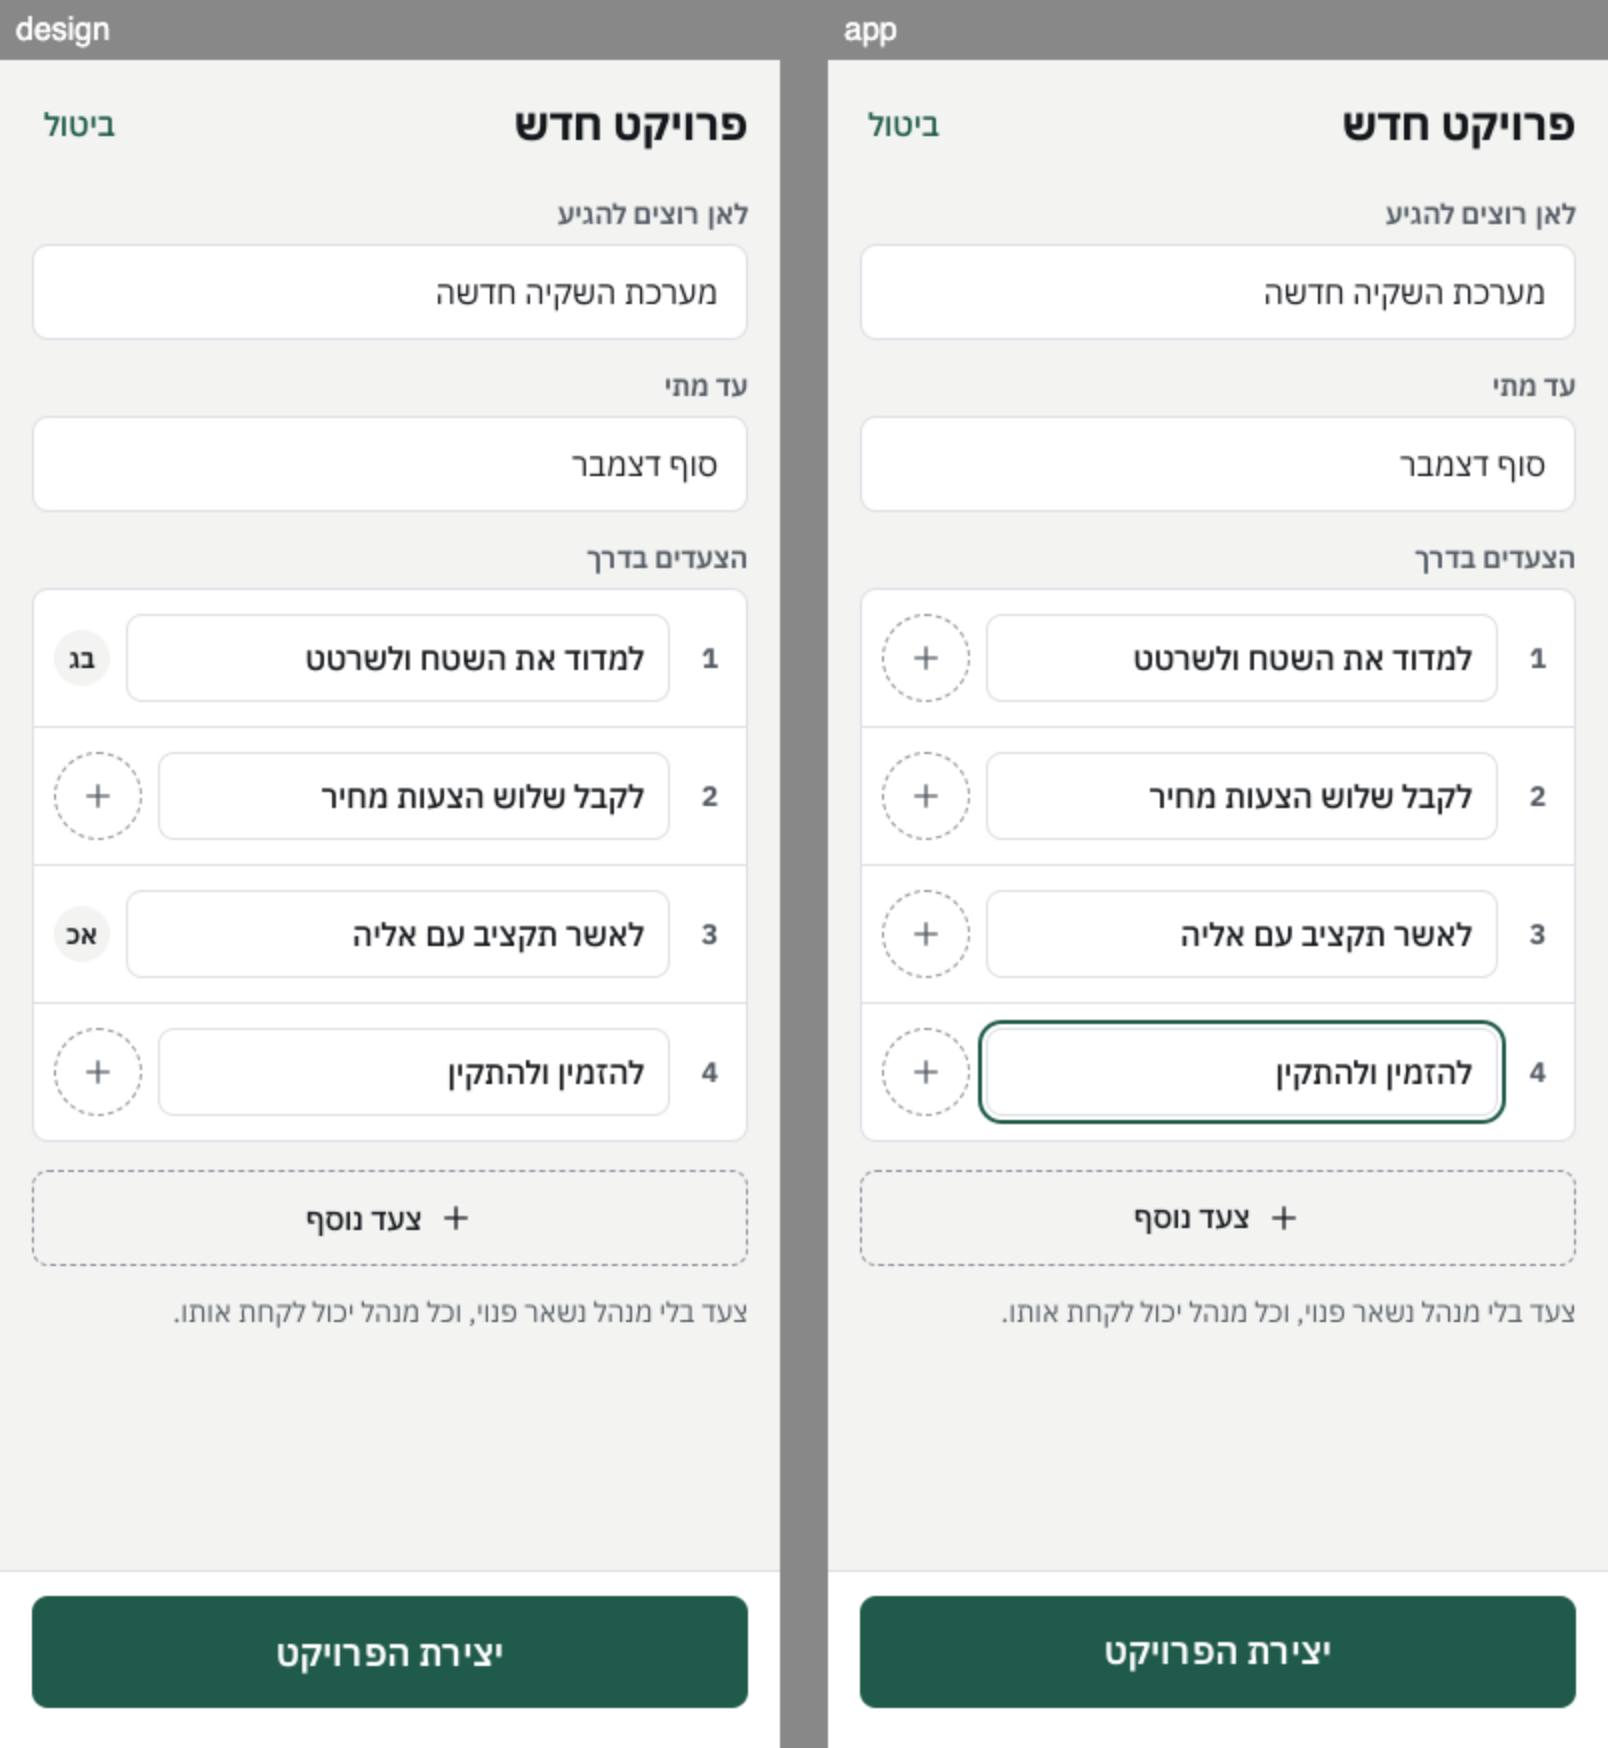 design
פרויקט חדש
ביטול
לאן רוצים להגיע
מערכת השקיה חדשה
עד מתי
סוף דצמבר
הצעדים בדרך
1 למדוד את השטח ולשרטט בג
2 לקבל שלוש הצעות מחיר +
3 לאשר תקציב עם אליה אכ
4 להזמין ולהתקין +
+ צעד נוסף
צעד בלי מנהל נשאר פנוי, וכל מנהל יכול לקחת אותו.
יצירת הפרויקט
app
פרויקט חדש
ביטול
לאן רוצים להגיע
מערכת השקיה חדשה
עד מתי
סוף דצמבר
הצעדים בדרך
1 למדוד את השטח ולשרטט +
2 לקבל שלוש הצעות מחיר +
3 לאשר תקציב עם אליה +
4 להזמין ולהתקין +
+ צעד נוסף
צעד בלי מנהל נשאר פנוי, וכל מנהל יכול לקחת אותו.
יצירת הפרויקט